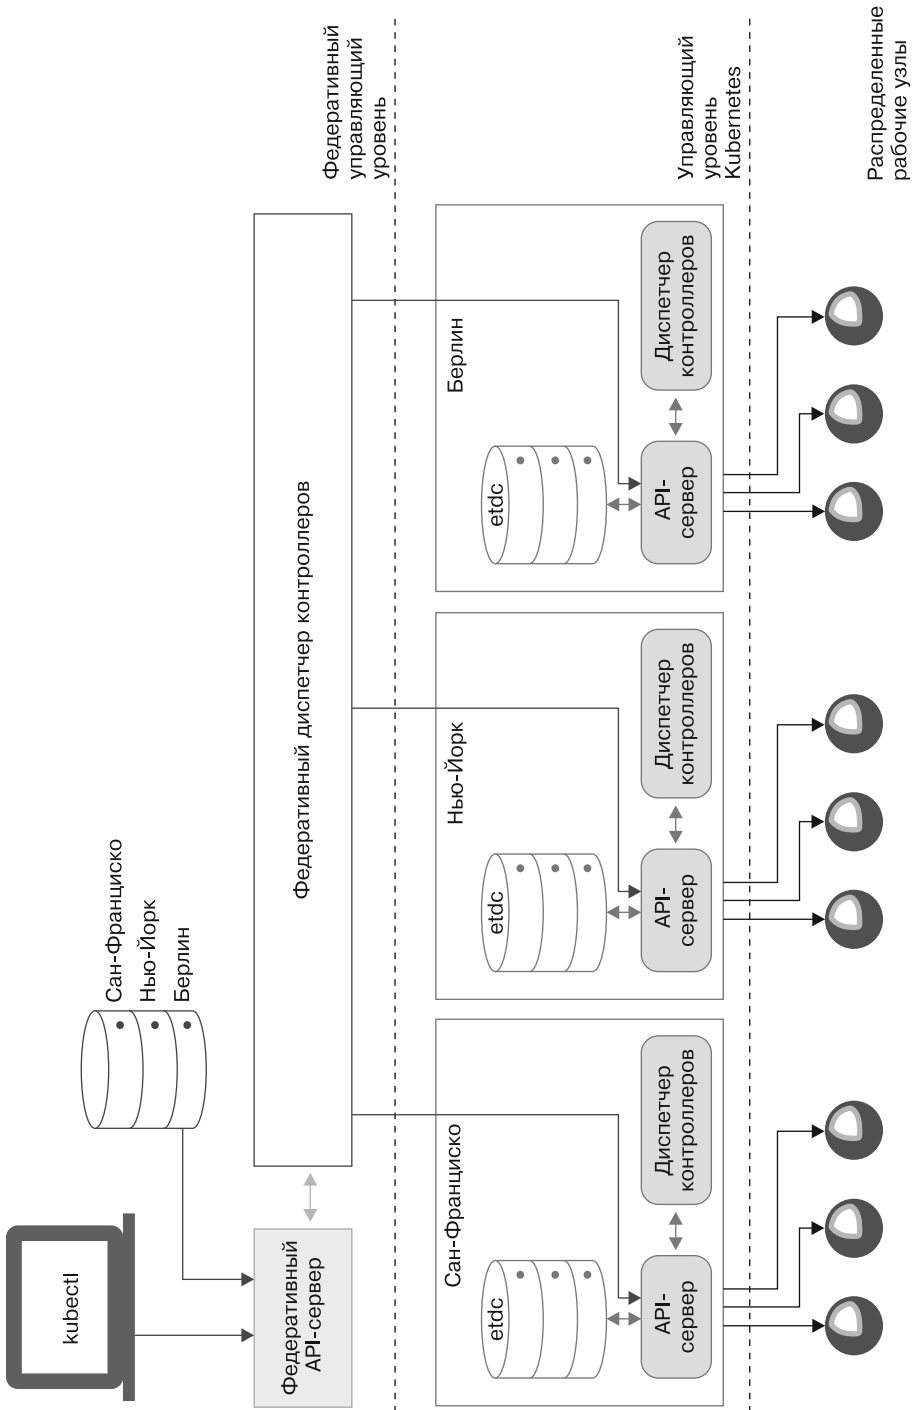 kubectl
Сан-Франциско
Нью-Йорк
Берлин
Федеративный
API-сервер
Федеративный диспетчер контроллеров
Федеративный
управляющий
уровень
Сан-Франциско
etdc
API-
сервер
Диспетчер
контроллеров
Нью-Йорк
etdc
API-
сервер
Диспетчер
контроллеров
Берлин
etdc
API-
сервер
Диспетчер
контроллеров
Управляющий
уровень
Kubernetes
Распределенные
рабочие узлы